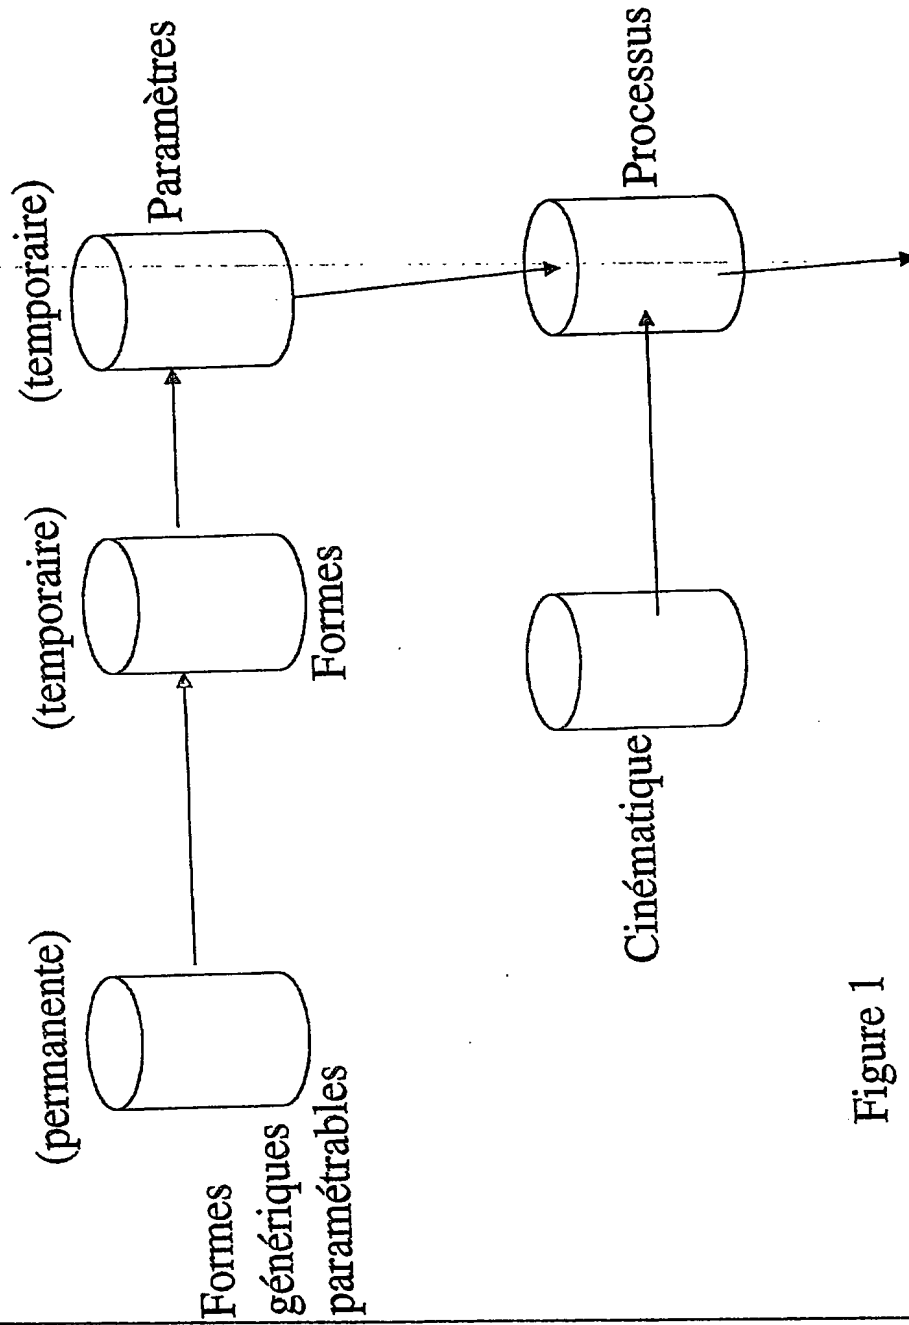 (permanente)
(temporaire)
(temporaire)
Formes
génériques
paramétrables
Formes
Paramètres
Cinématique
Processus
Figure 1